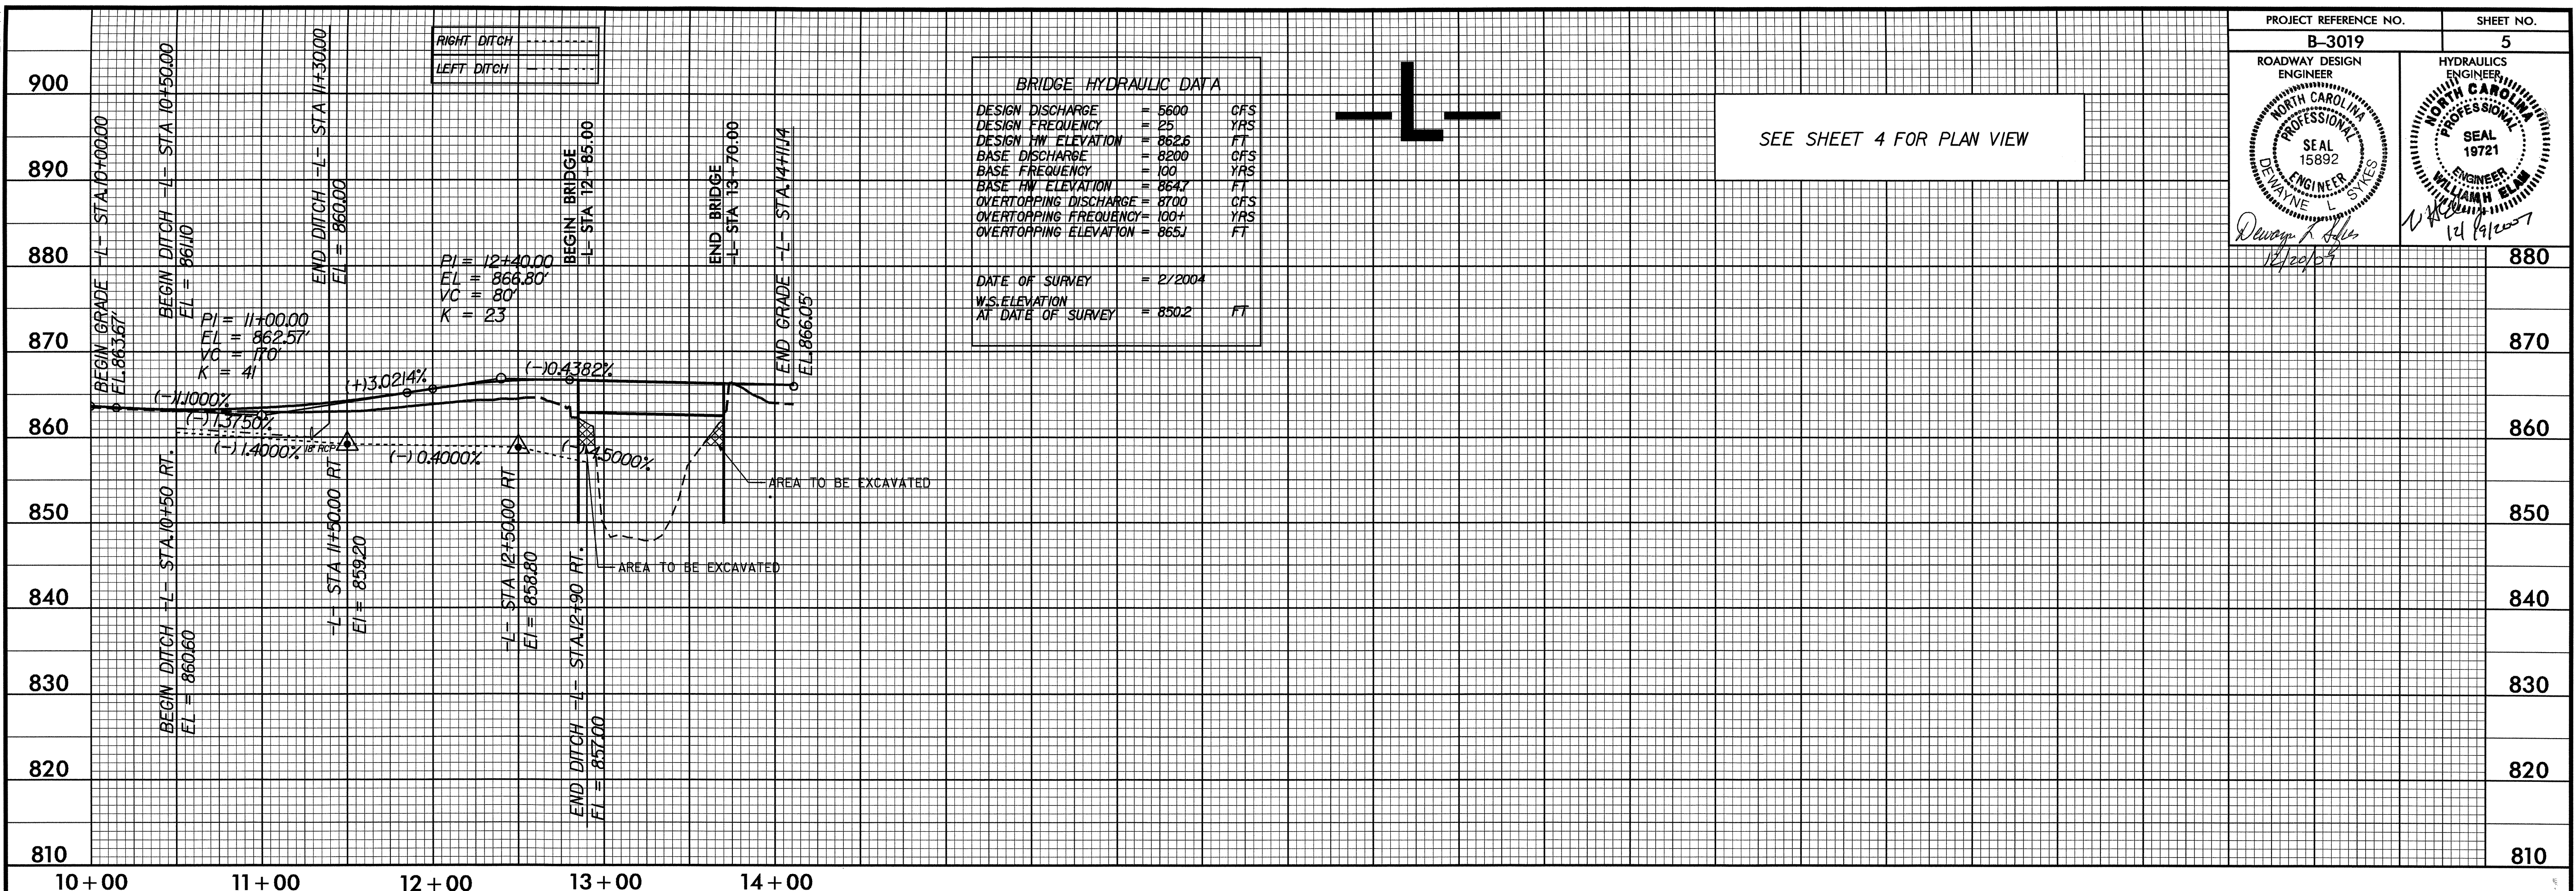 PROJECT REFERENCE NO.
SHEET NO.
B-3019
5
ROADWAY DESIGN
ENGINEER
HYDRAULICS
ENGINEER
NORTH CAROLINA
PROFESSIONAL
SEAL
15892
ENGINEER
DEWAYNE L SYKES
12/20/07
NORTH CAROLINA
PROFESSIONAL
SEAL
19721
ENGINEER
WILLIAM H ELAM
RIGHT DITCH
LEFT DITCH
BRIDGE HYDRAULIC DATA
DESIGN DISCHARGE = 5600 CFS
DESIGN FREQUENCY = 25 YRS
DESIGN HW ELEVATION = 862.6 FT
BASE DISCHARGE = 8200 CFS
BASE FREQUENCY = 100 YRS
BASE HW ELEVATION = 864.7 FT
OVERTOPPING DISCHARGE = 8700 CFS
OVERTOPPING FREQUENCY= 100+ YRS
OVERTOPPING ELEVATION = 865.1 FT
DATE OF SURVEY = 2/2004
W.S.ELEVATION
AT DATE OF SURVEY = 850.2 FT
L
SEE SHEET 4 FOR PLAN VIEW
BEGIN GRADE -L- STA.10+00.00
EL.863.67'
BEGIN DITCH -L- STA 10+50.00
EL = 861.10
END DITCH -L- STA 11+30.00
EL = 860.00
PI = 11+00.00
EL = 862.57'
VC = 170'
K = 41
PI = 12+40.00
EL = 866.80'
VC = 80'
K = 23
BEGIN BRIDGE
-L- STA 12+85.00
END BRIDGE
-L- STA 13+70.00
END GRADE -L- STA.14+11.14
EL.866.05'
(-)1.1000%
(+)3.0214%
(-)0.4382%
(-)1.3750%
(-)1.4000%
18" RCP
(-)0.4000%
(-)4.5000%
AREA TO BE EXCAVATED
AREA TO BE EXCAVATED
BEGIN DITCH -L- STA.10+50 RT.
EL = 860.60
-L- STA 11+50.00 RT
El = 859.20
-L- STA 12+50.00 RT
El = 858.80
END DITCH -L- STA.12+90 RT.
EL = 857.00
900
890
880
870
860
850
840
830
820
810
880
870
860
850
840
830
820
810
10+00
11+00
12+00
13+00
14+00